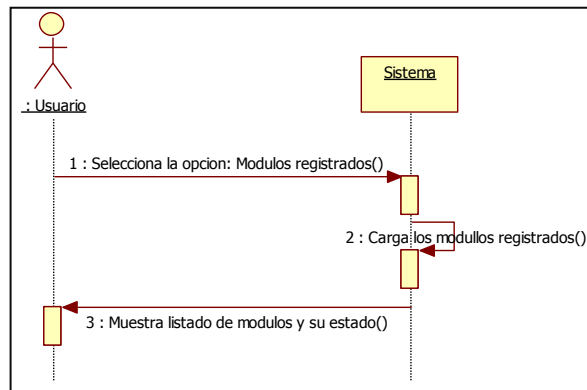 Sistema
: Usuario
1 : Selecciona la opcion: Modulos registrados()
2 : Carga los modullos registrados()
3 : Muestra listado de modulos y su estado()